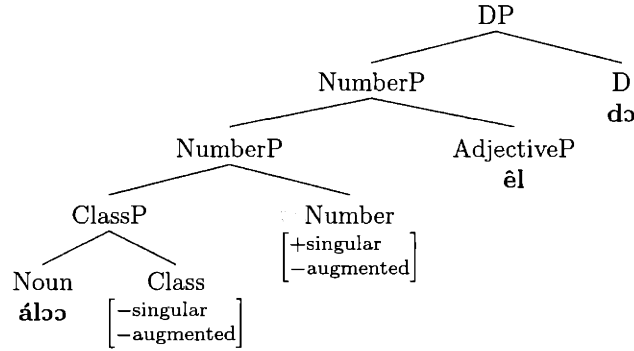 DP
NumberP D
dɔ
NumberP AdjectiveP
êl
ClassP Number
[+singular
−augmented]
Noun Class
álɔɔ [−singular
−augmented]